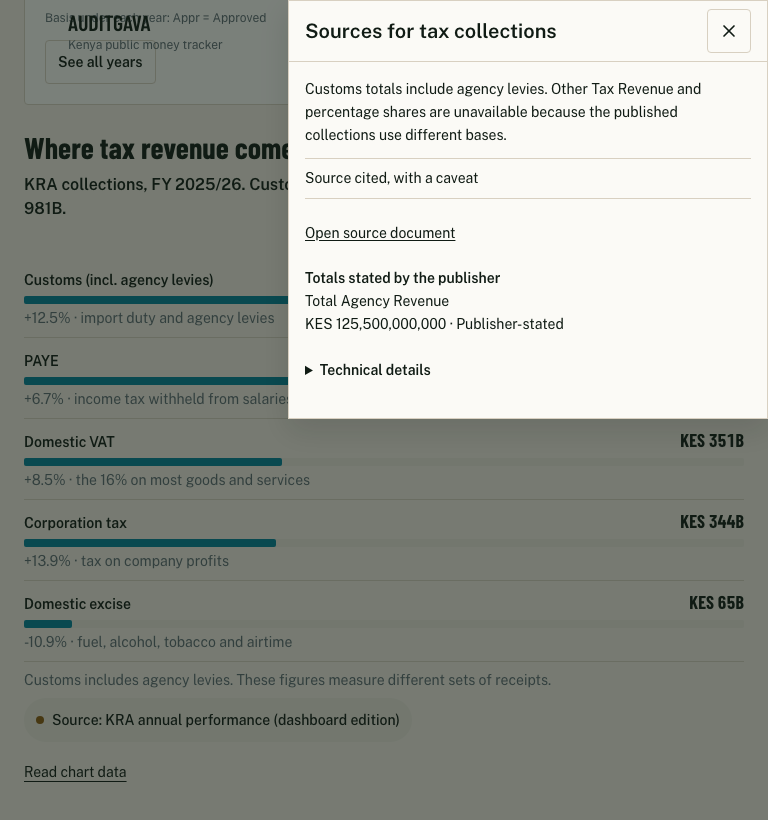 Basis under each year: Appr = Approved
AUDITGAVA
Kenya public money tracker
See all years
Sources for tax collections
Customs totals include agency levies. Other Tax Revenue and
percentage shares are unavailable because the published
collections use different bases.
Source cited, with a caveat
Open source document
Totals stated by the publisher
Total Agency Revenue
KES 125,500,000,000 · Publisher-stated
Technical details
Where tax revenue come
KRA collections, FY 2025/26.
981B.
Customs (incl. agency levies)
+12.5% · import duty and agency levies
PAYE
+6.7% · income tax withheld from salaries
Domestic VAT
KES 351B
+8.5% · the 16% on most goods and services
Corporation tax
KES 344B
+13.9% · tax on company profits
Domestic excise
KES 65B
-10.9% · fuel, alcohol, tobacco and airtime
Customs includes agency levies. These figures measure different sets of receipts.
Source: KRA annual performance (dashboard edition)
Read chart data